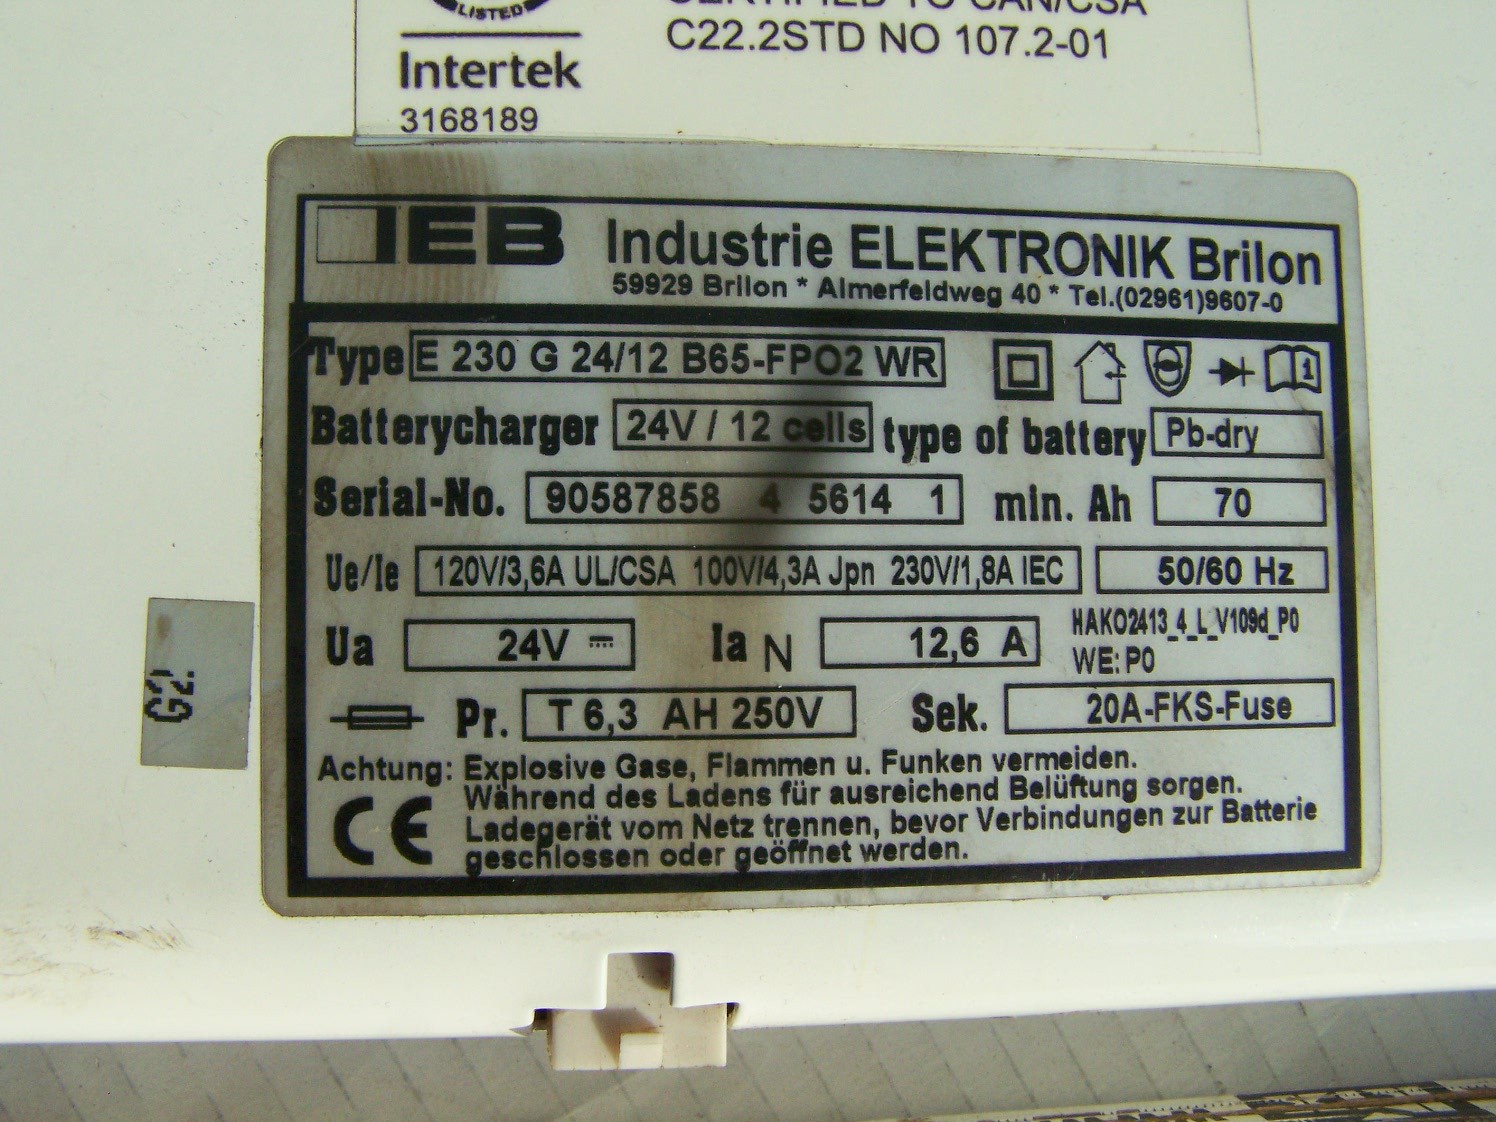 LISTED
CERTIFIED TO CAN/CSA
C22.2STD NO 107.2-01
Intertek
3168189
IEB Industrie ELEKTRONIK Brilon
59929 Brilon * Almerfeldweg 40 * Tel.(02961)9607-0
Type E 230 G 24/12 B65-FPO2 WR
Batterycharger 24V / 12 cells type of battery Pb-dry
Serial-No. 90587858 4 5614 1 min. Ah 70
Ue/Ie 120V/3,6A UL/CSA 100V/4,3A Jpn 230V/1,8A IEC 50/60 Hz
Ua 24V Ia N 12,6 A HAKO2413_4_L_V109d_P0
WE: P0
Pr. T 6,3 AH 250V Sek. 20A-FKS-Fuse
Achtung: Explosive Gase, Flammen u. Funken vermeiden.
Während des Ladens für ausreichend Belüftung sorgen.
Ladegerät vom Netz trennen, bevor Verbindungen zur Batterie
geschlossen oder geöffnet werden.
CE
G2.